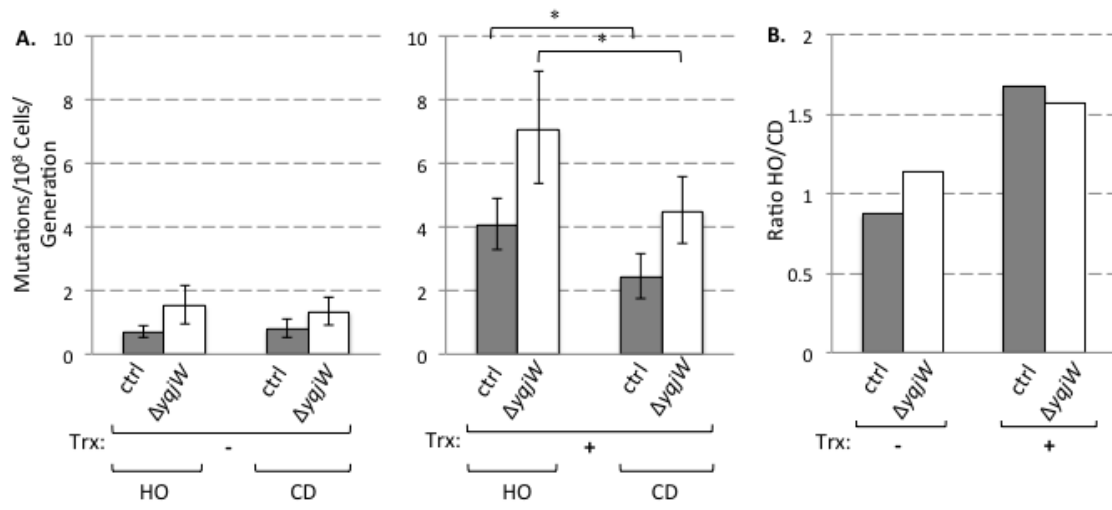 A.
Mutations/10⁸ Cells/
Generation
10
8
6
4
2
0
ctrl
ΔyqjW
ctrl
ΔyqjW
Trx: -
HO CD
* *
10
8
6
4
2
0
ctrl
ΔyqjW
ctrl
ΔyqjW
+
HO CD
B.
Ratio HO/CD
2
1.5
1
0.5
0
ctrl
ΔyqjW
ctrl
ΔyqjW
Trx: - +